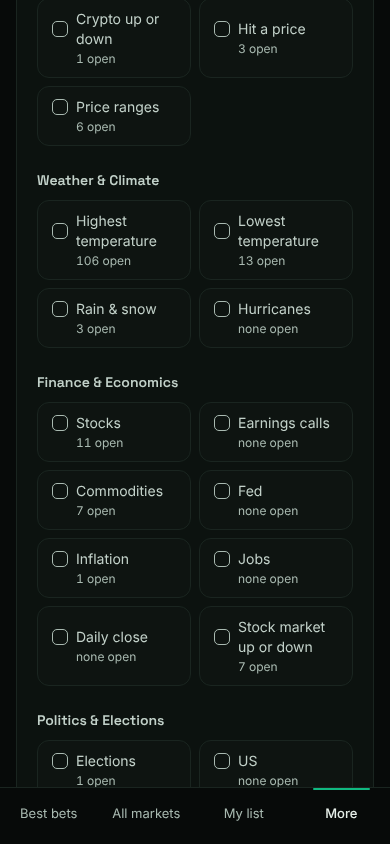 Crypto up or
down
1 open
Hit a price
3 open
Price ranges
6 open
Weather & Climate
Highest
temperature
106 open
Lowest
temperature
13 open
Rain & snow
3 open
Hurricanes
none open
Finance & Economics
Stocks
11 open
Earnings calls
none open
Commodities
7 open
Fed
none open
Inflation
1 open
Jobs
none open
Daily close
none open
Stock market
up or down
7 open
Politics & Elections
Elections
1 open
US
none open
Best bets
All markets
My list
More